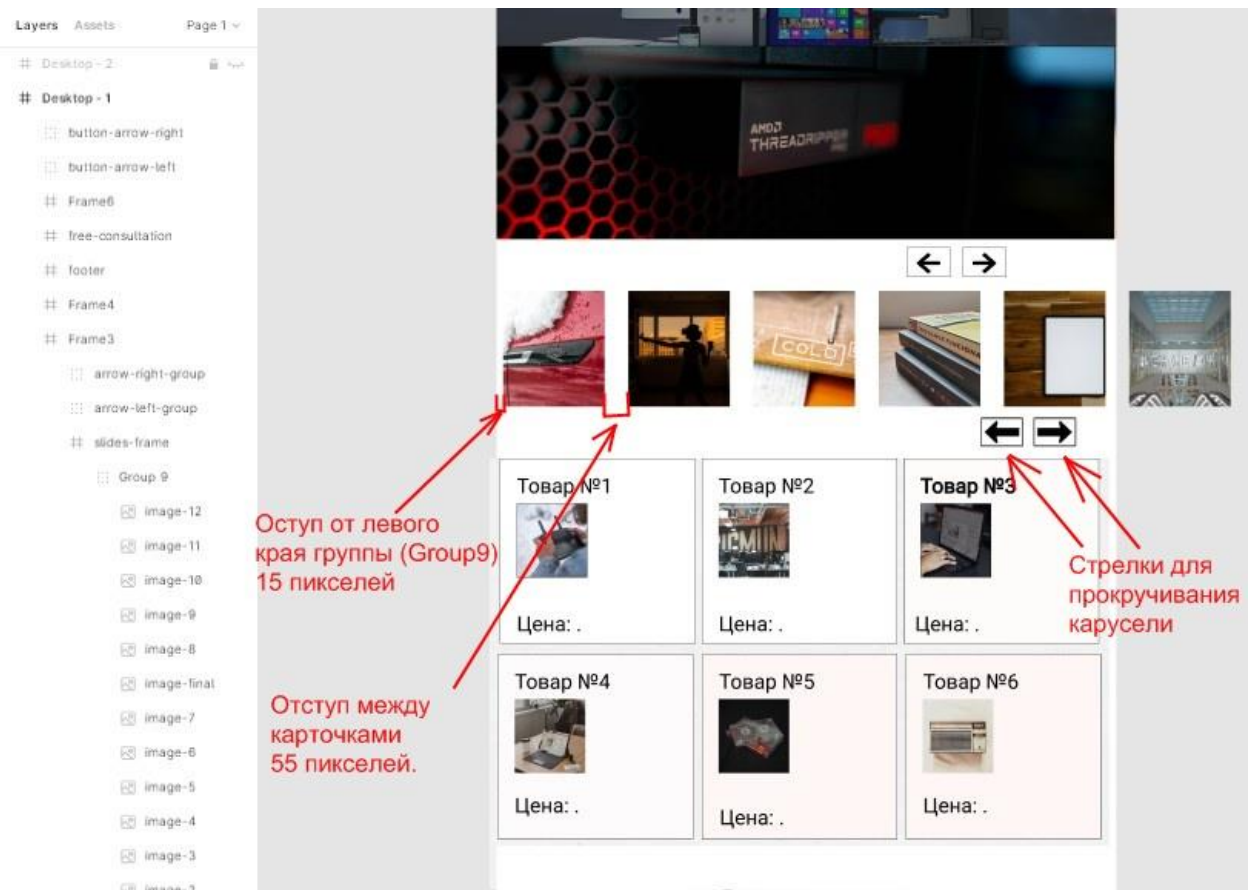 Layers Assets Page 1
Desktop - 2
Desktop - 1
button-arrow-right
button-arrow-left
Frame6
free-consultation
footer
Frame4
Frame3
arrow-right-group
arrow-left-group
slides-frame
Group 9
image-12
image-11
image-10
image-9
image-8
image-final
image-7
image-6
image-5
image-4
image-3
image-2
AMD
THREADRIPPER
PRO
COLD
Оступ от левого
края группы (Group9)
15 пикселей
Отступ между
карточками
55 пикселей.
Стрелки для
прокручивания
карусели
Товар №1
Товар №2
Товар №3
Цена: .
Цена: .
Цена: .
Товар №4
Товар №5
Товар №6
Цена: .
Цена: .
Цена: .